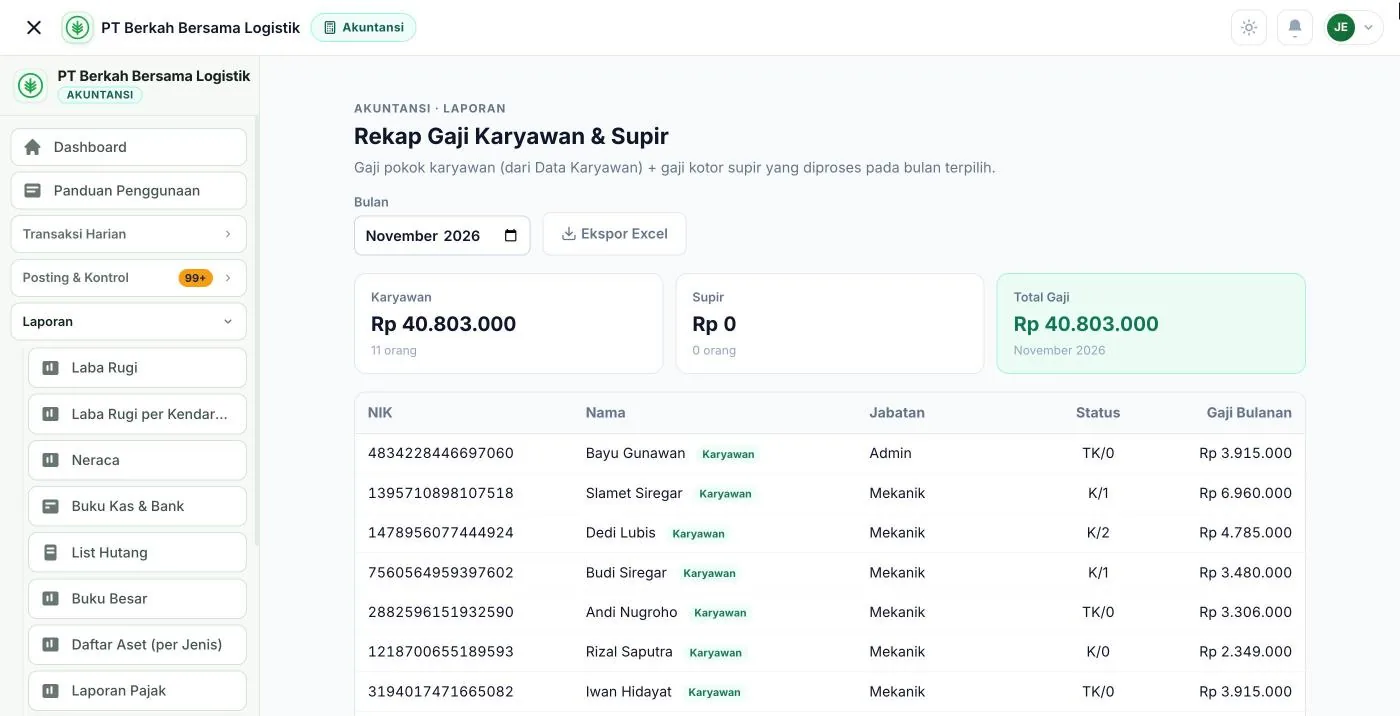 PT Berkah Bersama Logistik Akuntansi JE
PT Berkah Bersama Logistik
AKUNTANSI
Dashboard
Panduan Penggunaan
Transaksi Harian
Posting & Kontrol 99+
Laporan
Laba Rugi
Laba Rugi per Kendar...
Neraca
Buku Kas & Bank
List Hutang
Buku Besar
Daftar Aset (per Jenis)
Laporan Pajak
AKUNTANSI · LAPORAN
Rekap Gaji Karyawan & Supir
Gaji pokok karyawan (dari Data Karyawan) + gaji kotor supir yang diproses pada bulan terpilih.
Bulan
November 2026 Ekspor Excel
Karyawan
Rp 40.803.000
11 orang
Supir
Rp 0
0 orang
Total Gaji
Rp 40.803.000
November 2026
NIK Nama Jabatan Status Gaji Bulanan
4834228446697060 Bayu Gunawan Karyawan Admin TK/0 Rp 3.915.000
1395710898107518 Slamet Siregar Karyawan Mekanik K/1 Rp 6.960.000
1478956077444924 Dedi Lubis Karyawan Mekanik K/2 Rp 4.785.000
7560564959397602 Budi Siregar Karyawan Mekanik K/1 Rp 3.480.000
2882596151932590 Andi Nugroho Karyawan Mekanik TK/0 Rp 3.306.000
1218700655189593 Rizal Saputra Karyawan Mekanik K/0 Rp 2.349.000
3194017471665082 Iwan Hidayat Karyawan Mekanik TK/0 Rp 3.915.000